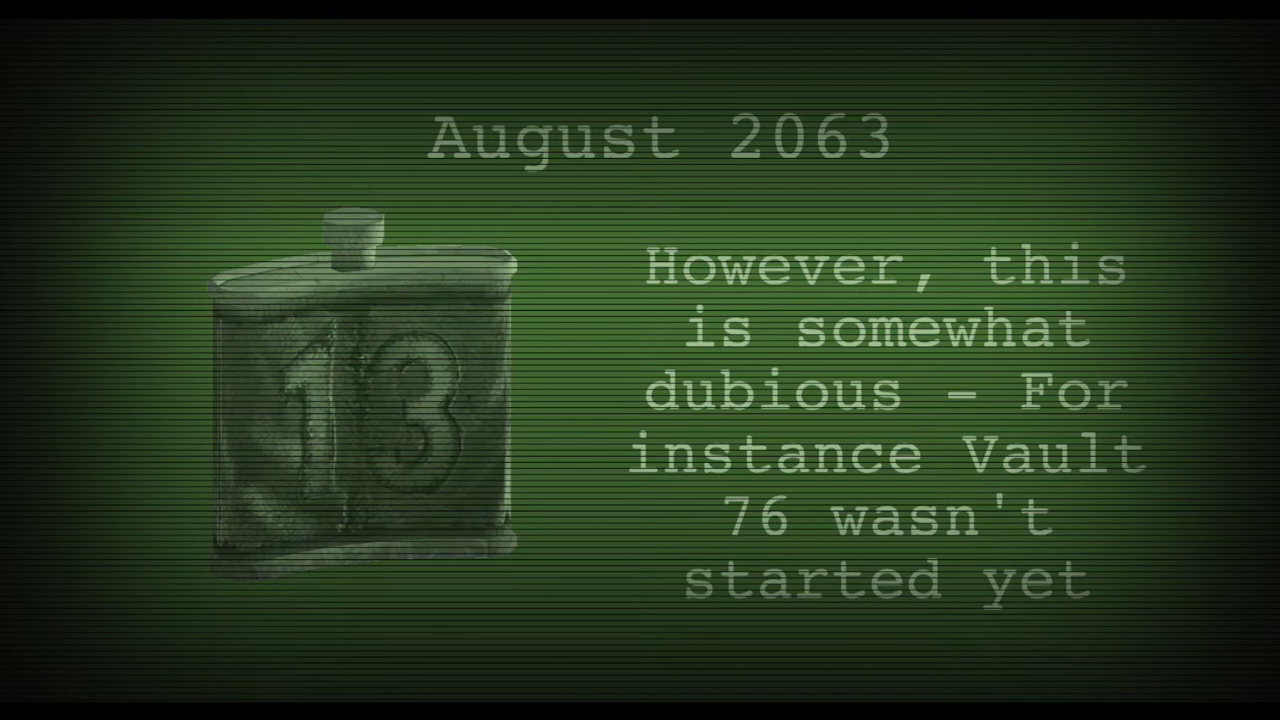 August 2063
13
However, this
is somewhat
dubious - For
instance Vault
76 wasn't
started yet